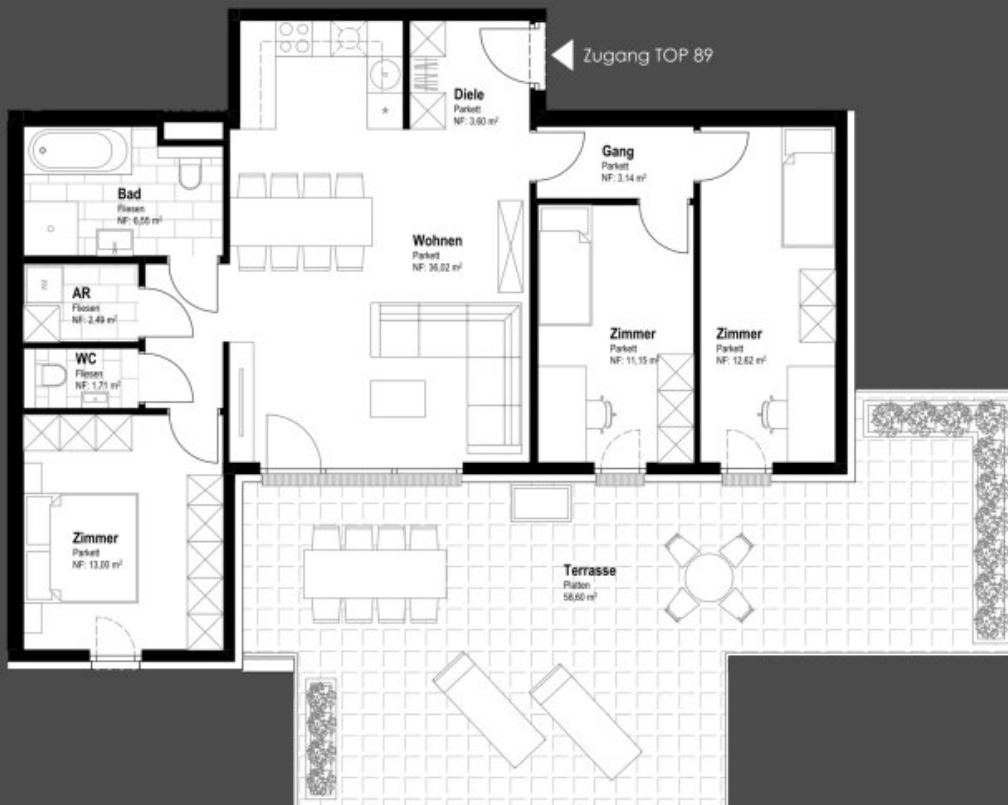 Zugang TOP 89
Diele
Parkett
NF: 3,60 m²
Gang
Parkett
NF: 3,14 m²
Bad
Fliesen
NF: 6,55 m²
Wohnen
Parkett
NF: 36,02 m²
AR
Fliesen
NF: 2,49 m²
Zimmer
Parkett
NF: 11,15 m²
Zimmer
Parkett
NF: 12,62 m²
WC
Fliesen
NF: 1,71 m²
Zimmer
Parkett
NF: 13,00 m²
Terrasse
Platten
58,60 m²